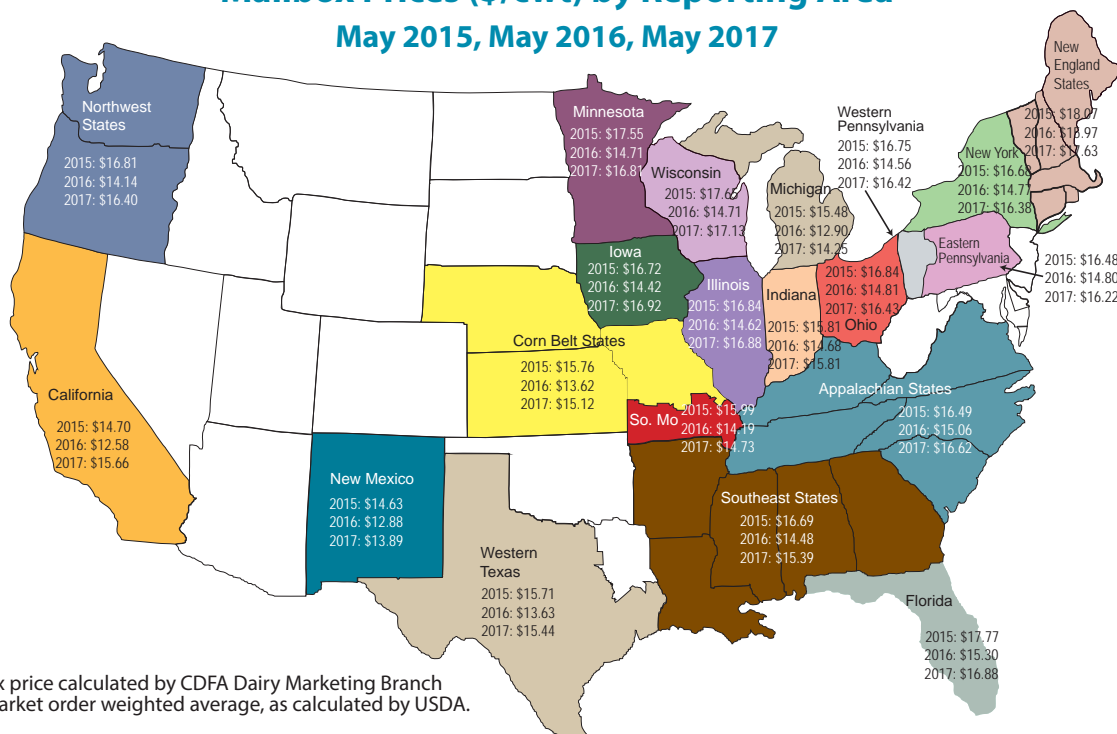 Mailbox Prices ($/cwt) by Reporting Area
May 2015, May 2016, May 2017
Northwest
States
2015: $16.81
2016: $14.14
2017: $16.40
California
2015: $14.70
2016: $12.58
2017: $15.66
New Mexico
2015: $14.63
2016: $12.88
2017: $13.89
Western
Texas
2015: $15.71
2016: $13.63
2017: $15.44
Corn Belt States
2015: $15.76
2016: $13.62
2017: $15.12
Minnesota
2015: $17.55
2016: $14.71
2017: $16.81
Iowa
2015: $16.72
2016: $14.42
2017: $16.92
Wisconsin
2015: $17.65
2016: $14.71
2017: $17.13
Illinois
2015: $16.84
2016: $14.62
2017: $16.88
Michigan
2015: $15.48
2016: $12.90
2017: $14.25
Indiana
2015: $15.81
2016: $14.68
2017: $15.81
2015: $16.84
2016: $14.81
2017: $16.43
Ohio
Western
Pennsylvania
2015: $16.75
2016: $14.56
2017: $16.42
New York
2015: $16.68
2016: $14.77
2017: $16.38
New
England
States
2015: $18.07
2016: $15.97
2017: $17.63
Eastern
Pennsylvania
2015: $16.48
2016: $14.80
2017: $16.22
Appalachian States
2015: $16.49
2016: $15.06
2017: $16.62
So. Mo
2015: $15.99
2016: $14.19
2017: $14.73
Southeast States
2015: $16.69
2016: $14.48
2017: $15.39
Florida
2015: $17.77
2016: $15.30
2017: $16.88
price calculated by CDFA Dairy Marketing Branch
arket order weighted average, as calculated by USDA.